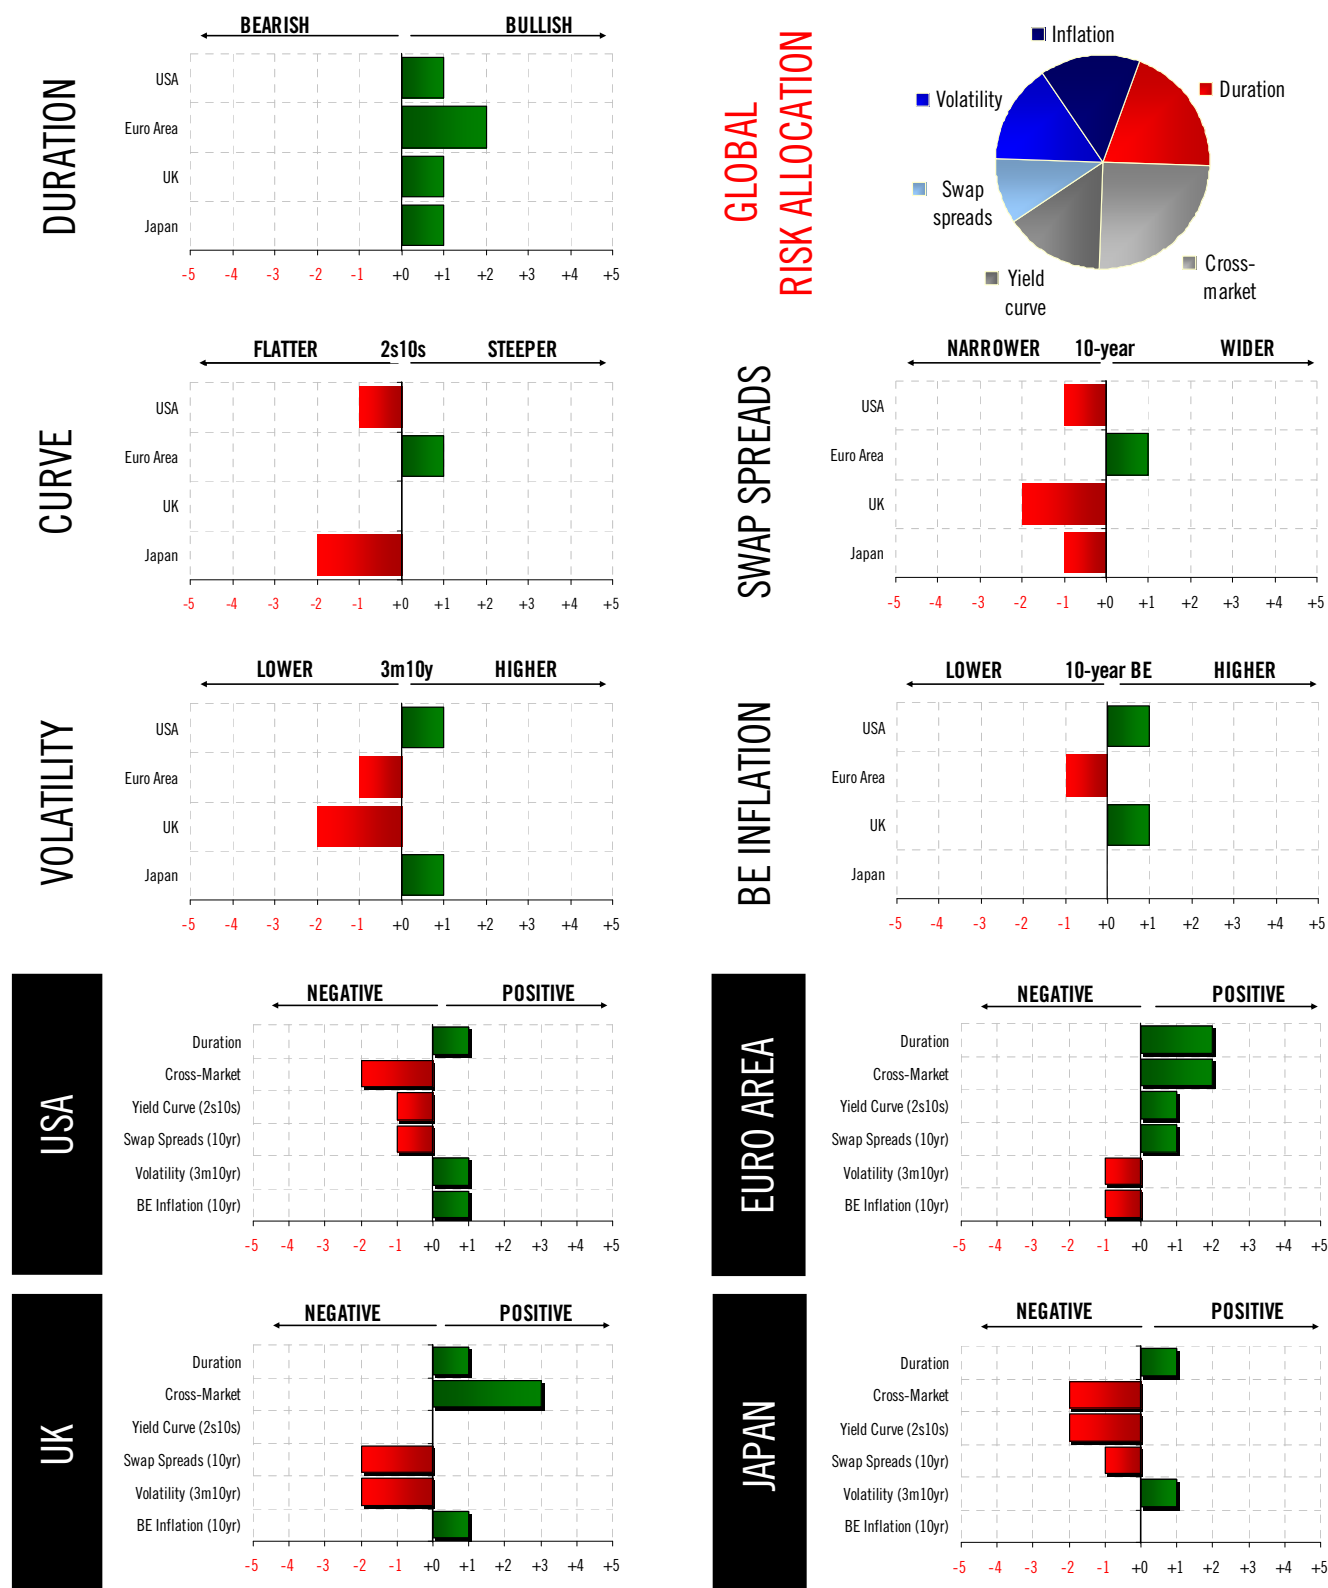 DURATION
BEARISH BULLISH
USA
Euro Area
UK
Japan
-5 -4 -3 -2 -1 +0 +1 +2 +3 +4 +5
GLOBAL
RISK ALLOCATION
Inflation
Duration
Volatility
Swap
spreads
Yield
curve
Cross-
market
CURVE
FLATTER 2s10s STEEPER
USA
Euro Area
UK
Japan
-5 -4 -3 -2 -1 +0 +1 +2 +3 +4 +5
SWAP SPREADS
NARROWER 10-year WIDER
USA
Euro Area
UK
Japan
-5 -4 -3 -2 -1 +0 +1 +2 +3 +4 +5
VOLATILITY
LOWER 3m10y HIGHER
USA
Euro Area
UK
Japan
-5 -4 -3 -2 -1 +0 +1 +2 +3 +4 +5
BE INFLATION
LOWER 10-year BE HIGHER
USA
Euro Area
UK
Japan
-5 -4 -3 -2 -1 +0 +1 +2 +3 +4 +5
USA
NEGATIVE POSITIVE
Duration
Cross-Market
Yield Curve (2s10s)
Swap Spreads (10yr)
Volatility (3m10yr)
BE Inflation (10yr)
-5 -4 -3 -2 -1 +0 +1 +2 +3 +4 +5
EURO AREA
NEGATIVE POSITIVE
Duration
Cross-Market
Yield Curve (2s10s)
Swap Spreads (10yr)
Volatility (3m10yr)
BE Inflation (10yr)
-5 -4 -3 -2 -1 +0 +1 +2 +3 +4 +5
UK
NEGATIVE POSITIVE
Duration
Cross-Market
Yield Curve (2s10s)
Swap Spreads (10yr)
Volatility (3m10yr)
BE Inflation (10yr)
-5 -4 -3 -2 -1 +0 +1 +2 +3 +4 +5
JAPAN
NEGATIVE POSITIVE
Duration
Cross-Market
Yield Curve (2s10s)
Swap Spreads (10yr)
Volatility (3m10yr)
BE Inflation (10yr)
-5 -4 -3 -2 -1 +0 +1 +2 +3 +4 +5